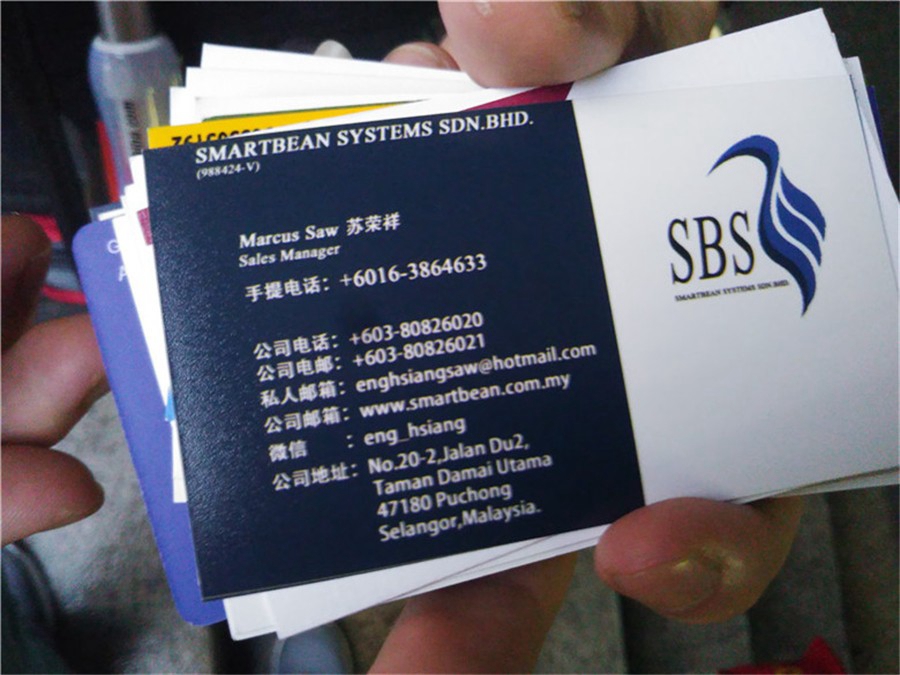 SMARTBEAN SYSTEMS SDN.BHD.
(988424-V)
Marcus Saw 苏荣祥
Sales Manager
手提电话：+6016-3864633
公司电话：+603-80826020
公司电邮：+603-80826021
私人邮箱：enghsiangsaw@hotmail.com
公司邮箱：www.smartbean.com.my
微信 ：eng_hsiang
公司地址：No.20-2,Jalan Du2,
Taman Damai Utama
47180 Puchong
Selangor,Malaysia.
SBS
SMARTBEAN SYSTEMS SDN.BHD.